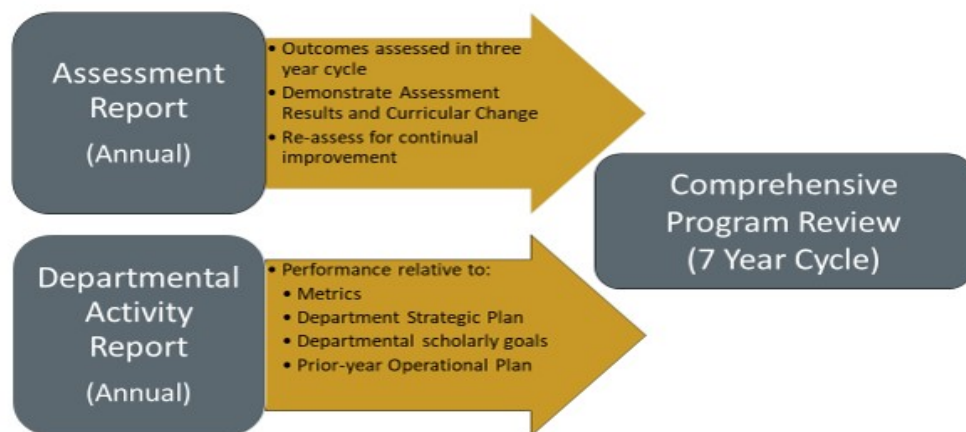 Assessment
Report
(Annual)
• Outcomes assessed in three
year cycle
• Demonstrate Assessment
Results and Curricular Change
• Re-assess for continual
improvement
Departmental
Activity
Report
(Annual)
• Performance relative to:
• Metrics
• Department Strategic Plan
• Departmental scholarly goals
• Prior-year Operational Plan
Comprehensive
Program Review
(7 Year Cycle)